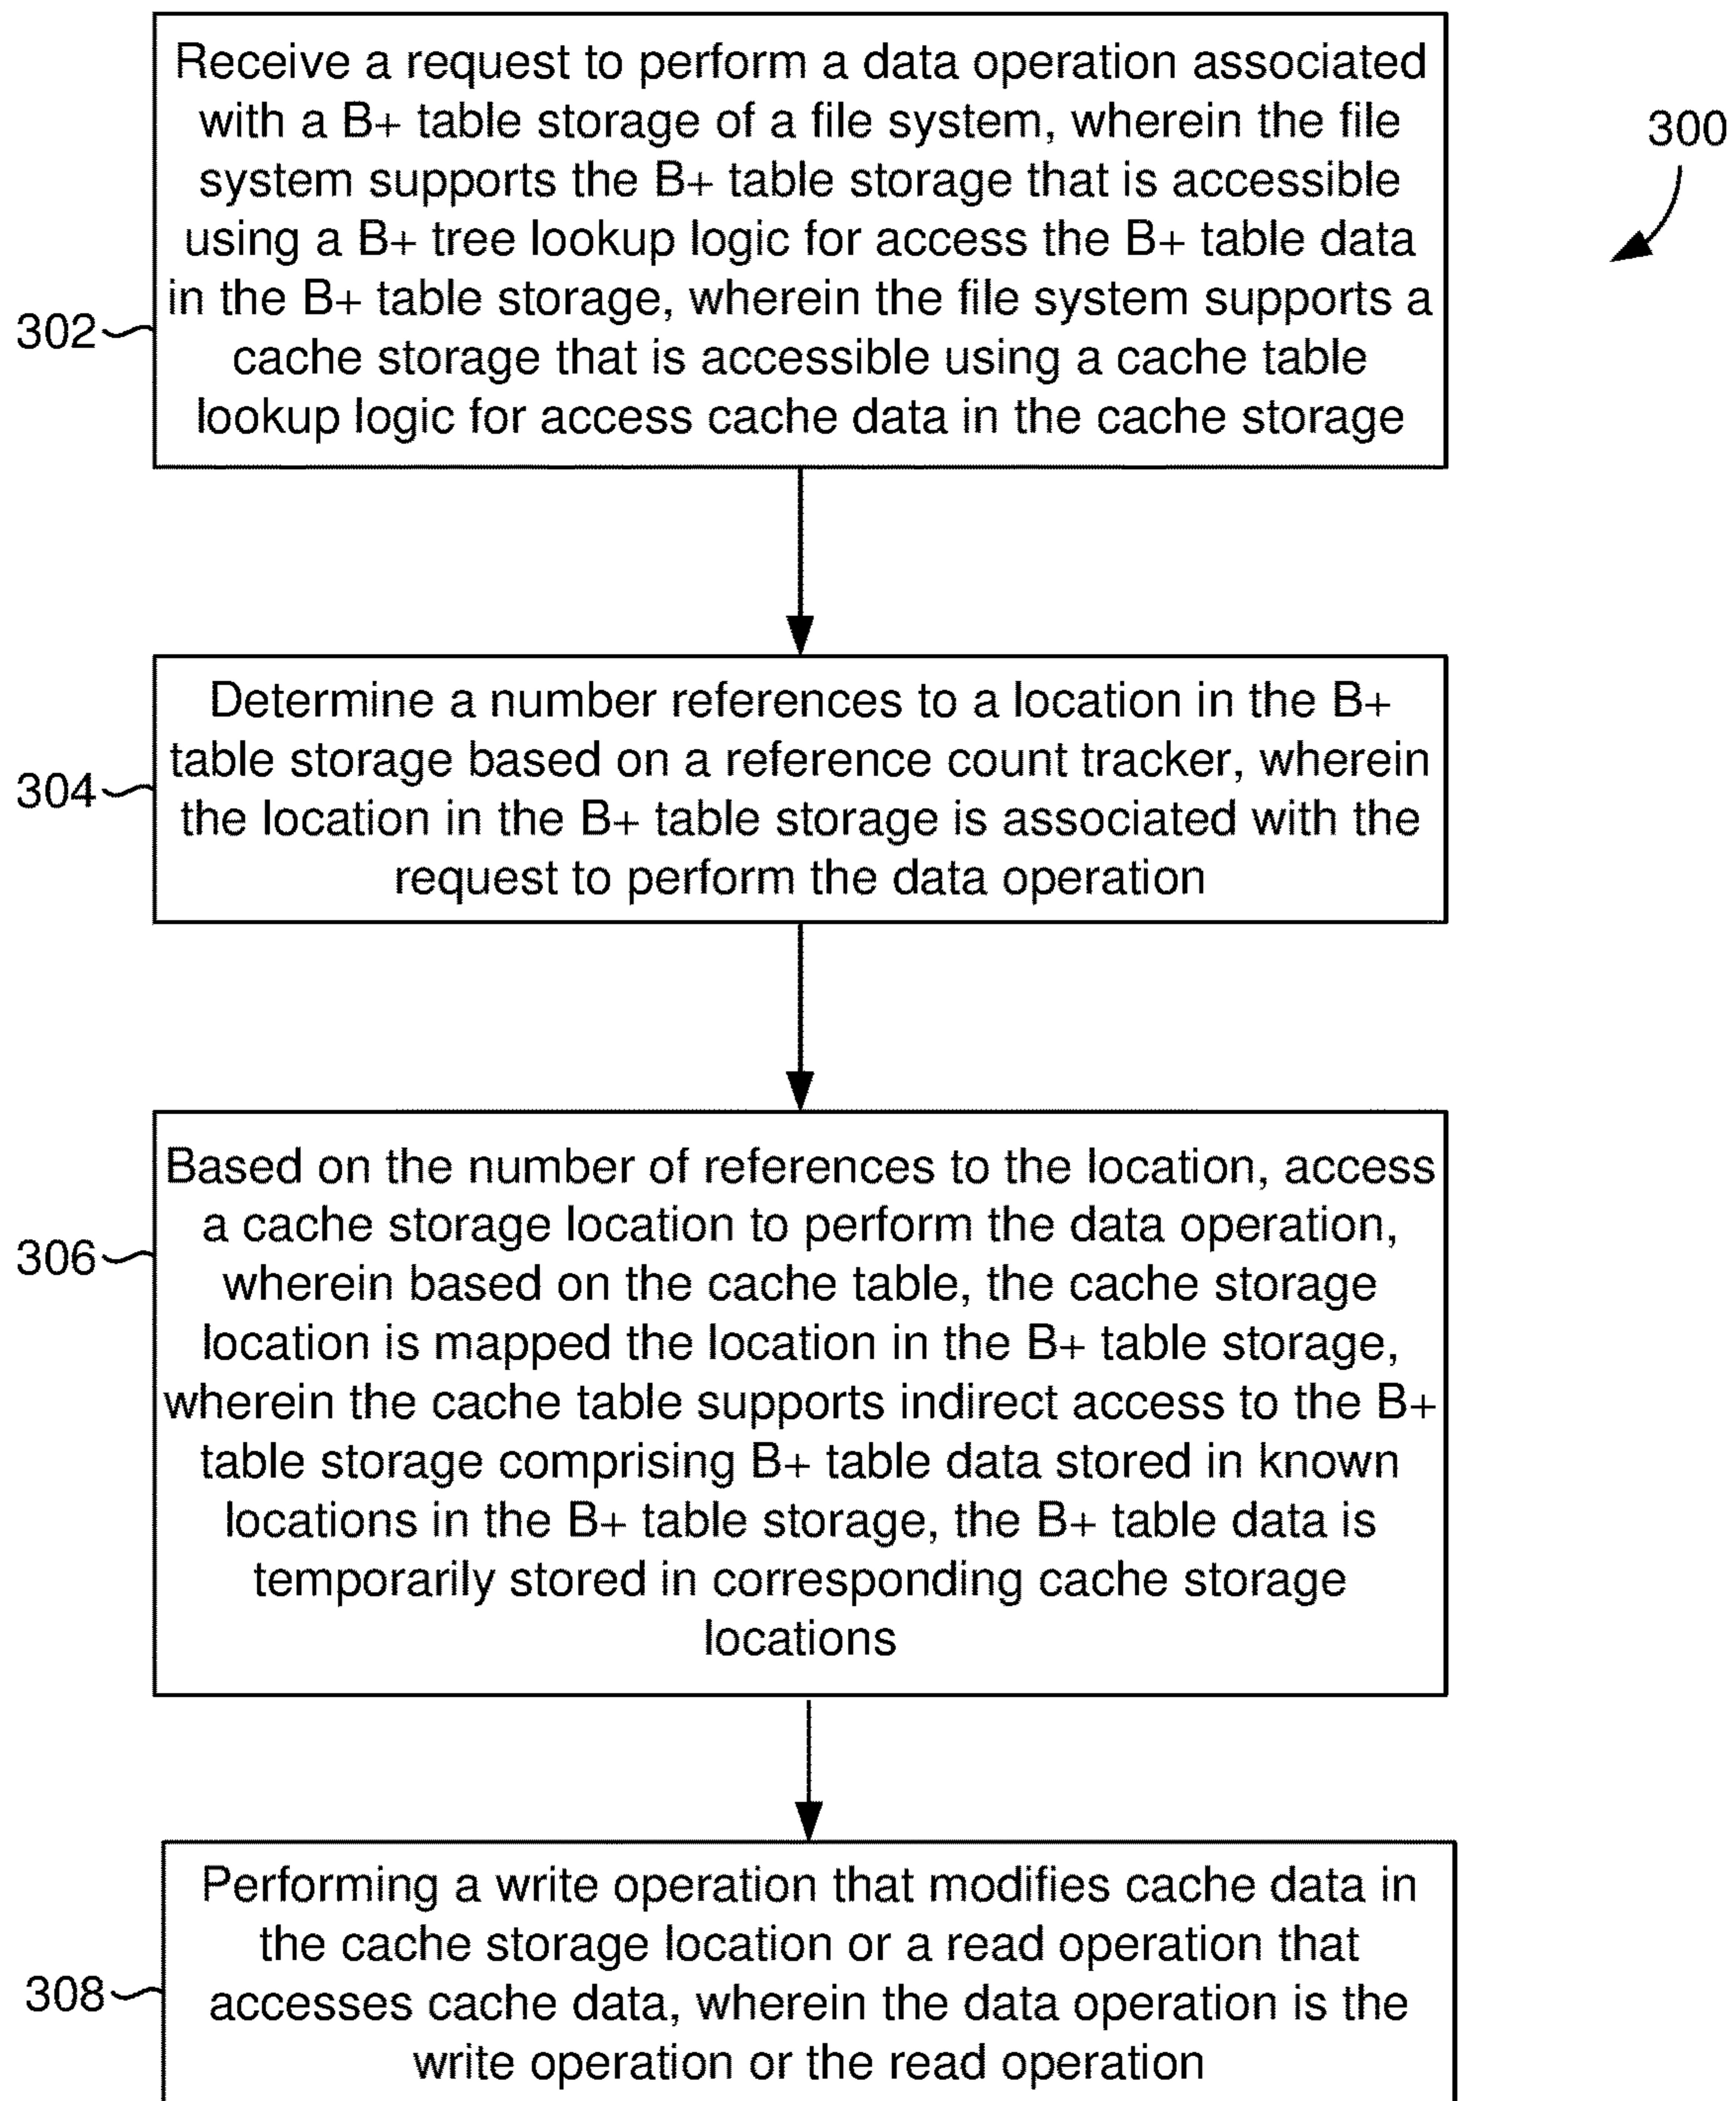 Receive a request to perform a data operation associated
with a B+ table storage of a file system, wherein the file
system supports the B+ table storage that is accessible
using a B+ tree lookup logic for access the B+ table data
in the B+ table storage, wherein the file system supports a
cache storage that is accessible using a cache table
lookup logic for access cache data in the cache storage
300
302
Determine a number references to a location in the B+
table storage based on a reference count tracker, wherein
the location in the B+ table storage is associated with the
request to perform the data operation
304
Based on the number of references to the location, access
a cache storage location to perform the data operation,
wherein based on the cache table, the cache storage
location is mapped the location in the B+ table storage,
wherein the cache table supports indirect access to the B+
table storage comprising B+ table data stored in known
locations in the B+ table storage, the B+ table data is
temporarily stored in corresponding cache storage
locations
306
Performing a write operation that modifies cache data in
the cache storage location or a read operation that
accesses cache data, wherein the data operation is the
write operation or the read operation
308